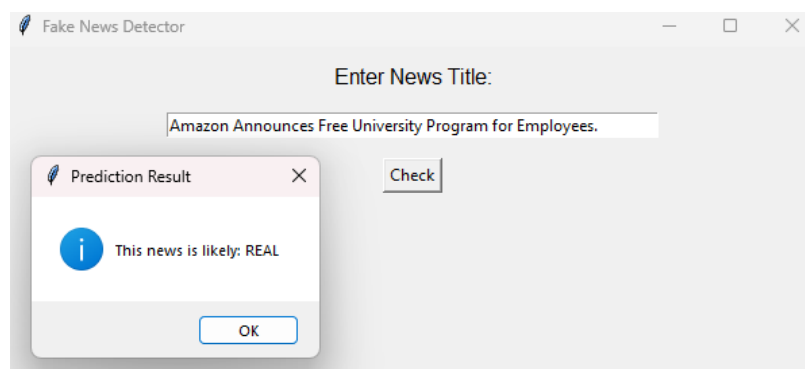 Fake News Detector
Enter News Title:
Amazon Announces Free University Program for Employees.
Check
Prediction Result
This news is likely: REAL
OK